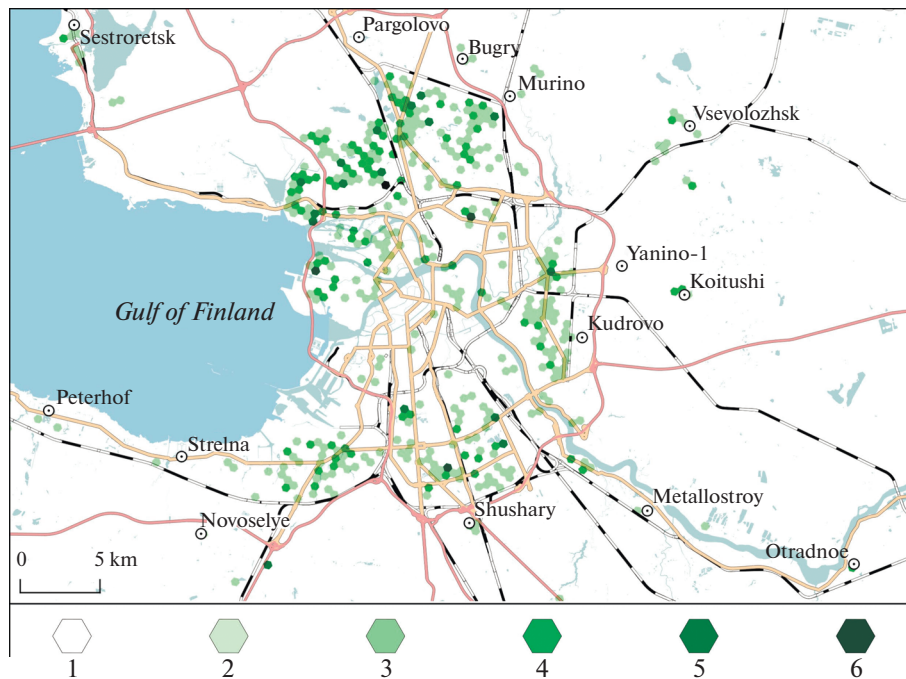 Pargolovo
Sestroretsk
Bugry
Murino
Vsevolozhsk
Yanino-1
Koitushi
Gulf of Finland
Kudrovo
Peterhof
Strelna
Metallostroy
Novoselye
Shushary
Otradnoe
0 5 km
1 2 3 4 5 6